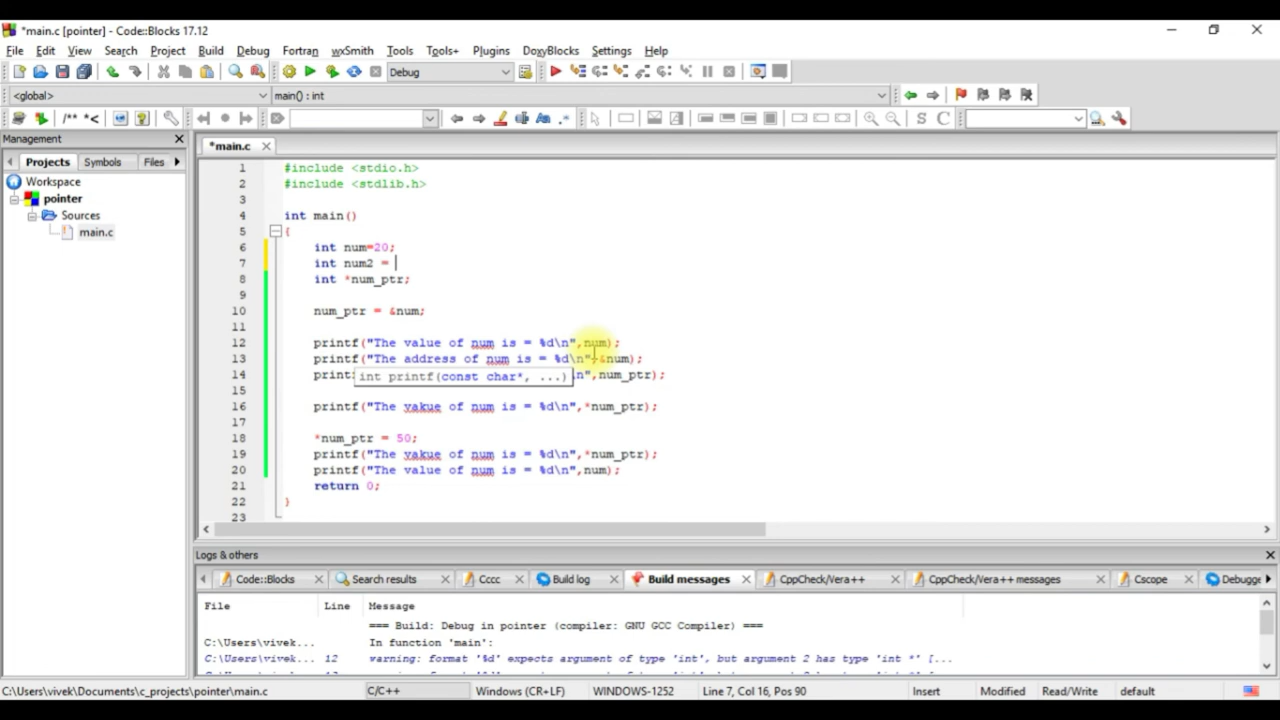 *main.c [pointer] - Code::Blocks 17.12
File Edit View Search Project Build Debug Fortran wxSmith Tools Tools+ Plugins DoxyBlocks Settings Help
Debug
<global> main() : int
/** *< Aa .* S C
Management
*main.c
Projects Symbols Files
Workspace
pointer
Sources
main.c
1 #include <stdio.h>
2 #include <stdlib.h>
3
4 int main()
5 {
6 int num=20;
7 int num2 =
8 int *num_ptr;
9
10 num_ptr = &num;
11
12 printf("The value of num is = %d\n",num);
13 printf("The address of num is = %d\n",&num);
14 print int printf(const char*, ...) n",num_ptr);
15
16 printf("The yakue of num is = %d\n",*num_ptr);
17
18 *num_ptr = 50;
19 printf("The yakue of num is = %d\n",*num_ptr);
20 printf("The value of num is = %d\n",num);
21 return 0;
22 }
23
Logs & others
Code::Blocks Search results Cccc Build log Build messages CppCheck/Vera++ CppCheck/Vera++ messages Cscope Debugge
File Line Message
=== Build: Debug in pointer (compiler: GNU GCC Compiler) ===
C:\Users\vivek... In function 'main':
C:\Users\vivek... 12 warning: format '%d' expects argument of type 'int', but argument 2 has type 'int *' [...
C:\Users\vivek\Documents\c_projects\pointer\main.c C/C++ Windows (CR+LF) WINDOWS-1252 Line 7, Col 16, Pos 90 Insert Modified Read/Write default